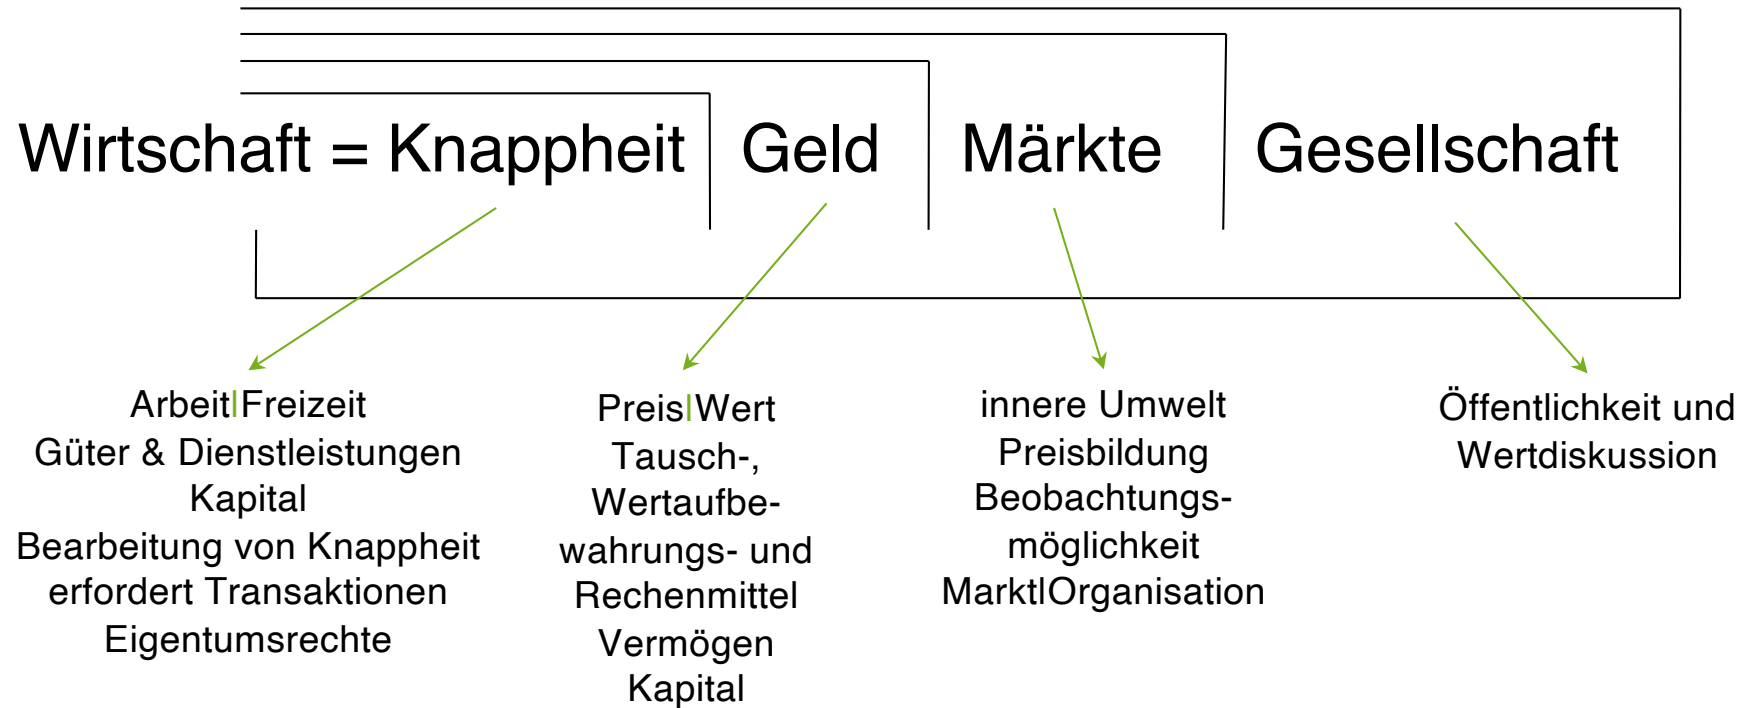 Wirtschaft = Knappheit Geld Märkte Gesellschaft
Arbeit|Freizeit
Güter & Dienstleistungen
Kapital
Bearbeitung von Knappheit
erfordert Transaktionen
Eigentumsrechte
Preis|Wert
Tausch-,
Wertaufbe-
wahrungs- und
Rechenmittel
Vermögen
Kapital
innere Umwelt
Preisbildung
Beobachtungs-
möglichkeit
Markt|Organisation
Öffentlichkeit und
Wertdiskussion